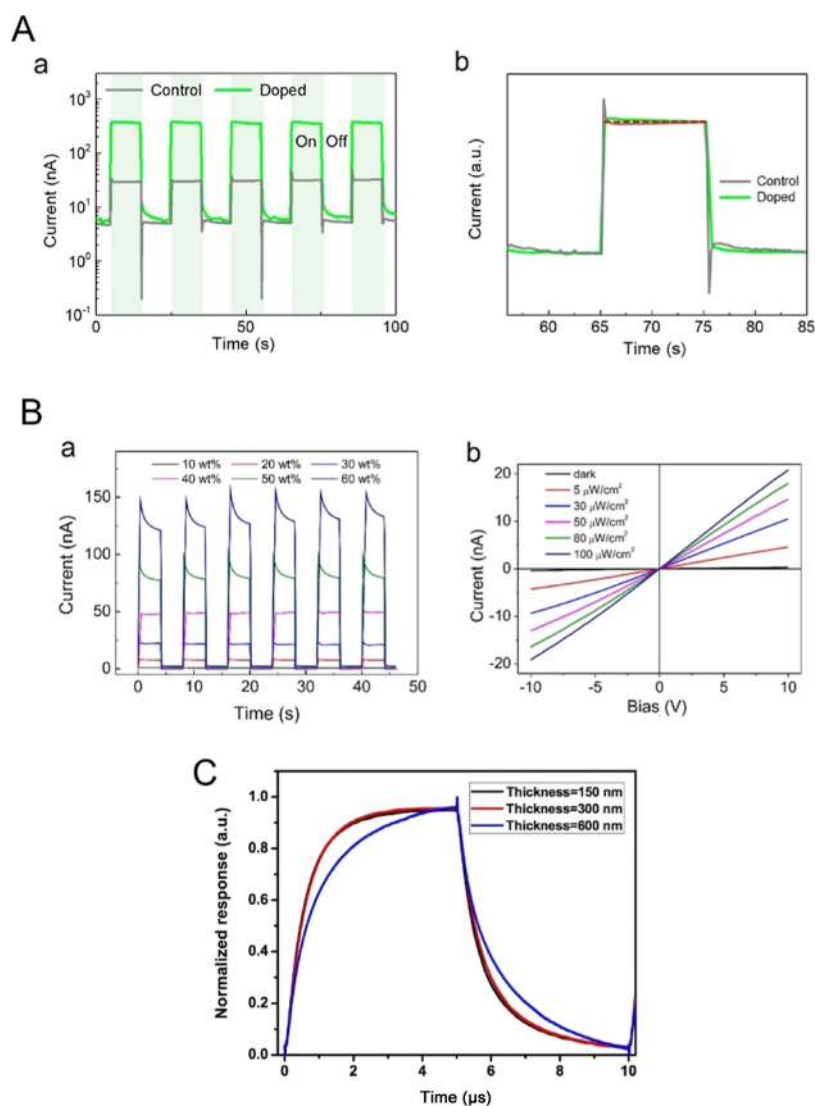 A
a
Control Doped
On Off
Current (nA)
10³
10²
10¹
10⁰
10⁻¹
0 50 100
Time (s)
b
Current (a.u.)
Control
Doped
60 65 70 75 80 85
Time (s)
B
a
10 wt% 20 wt% 30 wt%
40 wt% 50 wt% 60 wt%
Current (nA)
150
100
50
0
0 10 20 30 40 50
Time (s)
b
dark
5 μW/cm²
30 μW/cm²
50 μW/cm²
80 μW/cm²
100 μW/cm²
Current (nA)
20
10
0
-10
-20
-10 -5 0 5 10
Bias (V)
C
Thickness=150 nm
Thickness=300 nm
Thickness=600 nm
Normalized response (a.u.)
1.0
0.8
0.6
0.4
0.2
0.0
0 2 4 6 8 10
Time (μs)